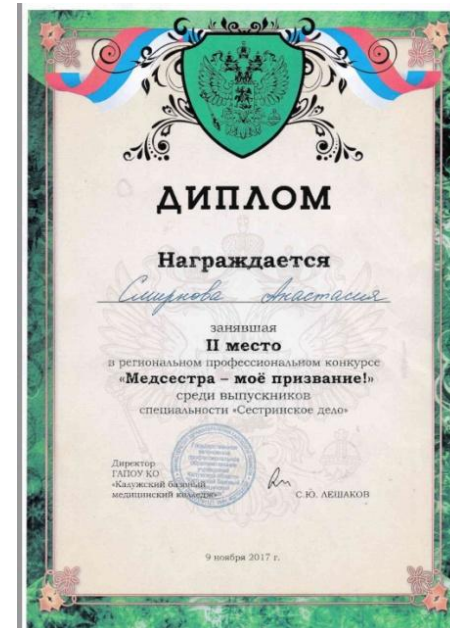 ДИПЛОМ
Награждается
Смирнова Анастасия
занявшая
II место
в региональном профессиональном конкурсе
«Медсестра – моё призвание!»
среди выпускников
специальности «Сестринское дело»
Директор
ГАПОУ КО
«Калужский базовый
медицинский колледж»
С.Ю. ЛЕШАКОВ
9 ноября 2017 г.